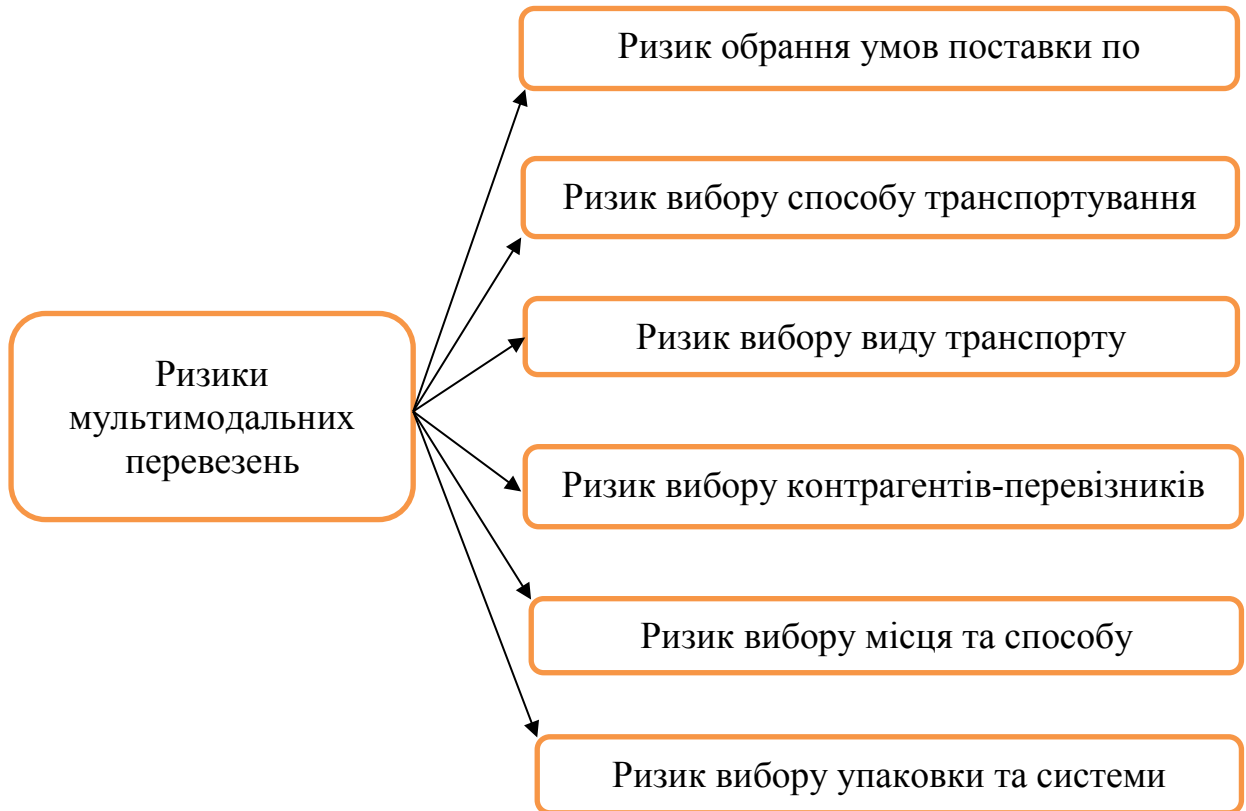 Ризик обрання умов поставки по
Ризик вибору способу транспортування
Ризик вибору виду транспорту
Ризики
мультимодальних
перевезень
Ризик вибору контрагентів-перевізників
Ризик вибору місця та способу
Ризик вибору упаковки та системи